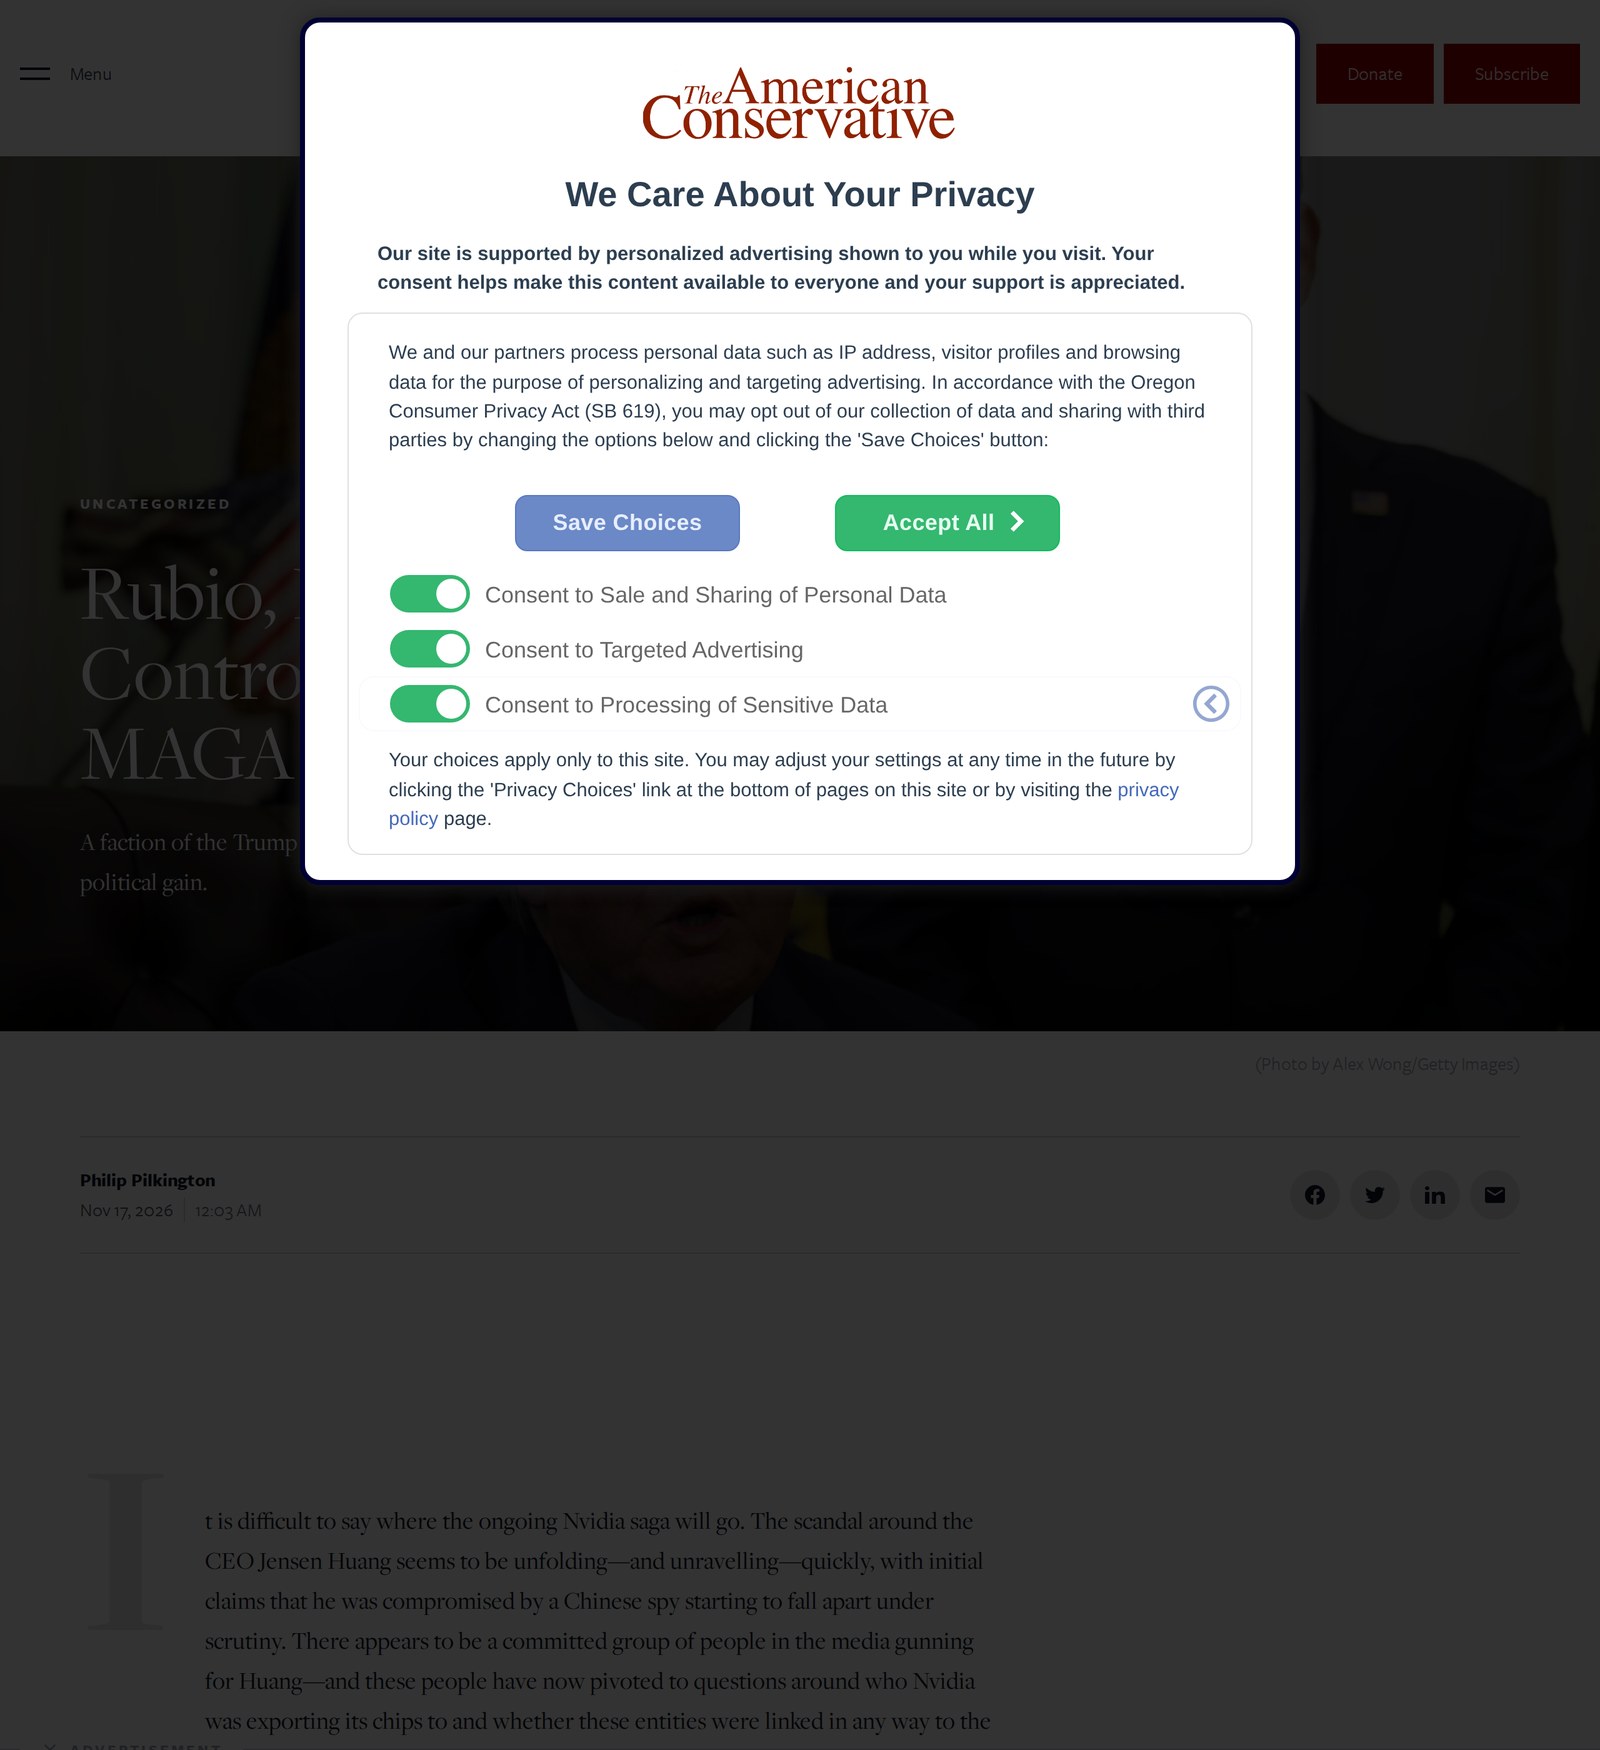 Menu
Donate
Subscribe
The American
Conservative
We Care About Your Privacy
Our site is supported by personalized advertising shown to you while you visit. Your
consent helps make this content available to everyone and your support is appreciated.
We and our partners process personal data such as IP address, visitor profiles and browsing
data for the purpose of personalizing and targeting advertising. In accordance with the Oregon
Consumer Privacy Act (SB 619), you may opt out of our collection of data and sharing with third
parties by changing the options below and clicking the 'Save Choices' button:
Save Choices
Accept All
Consent to Sale and Sharing of Personal Data
Consent to Targeted Advertising
Consent to Processing of Sensitive Data
Your choices apply only to this site. You may adjust your settings at any time in the future by
clicking the 'Privacy Choices' link at the bottom of pages on this site or by visiting the privacy
policy page.
UNCATEGORIZED
Rubio,
Contro
MAGA
A faction of the Trump
political gain.
(Photo by Alex Wong/Getty Images)
Philip Pilkington
Nov 17, 2026
12:03 AM
It is difficult to say where the ongoing Nvidia saga will go. The scandal around the
CEO Jensen Huang seems to be unfolding—and unravelling—quickly, with initial
claims that he was compromised by a Chinese spy starting to fall apart under
scrutiny. There appears to be a committed group of people in the media gunning
for Huang—and these people have now pivoted to questions around who Nvidia
was exporting its chips to and whether these entities were linked in any way to the
ADVERTISEMENT